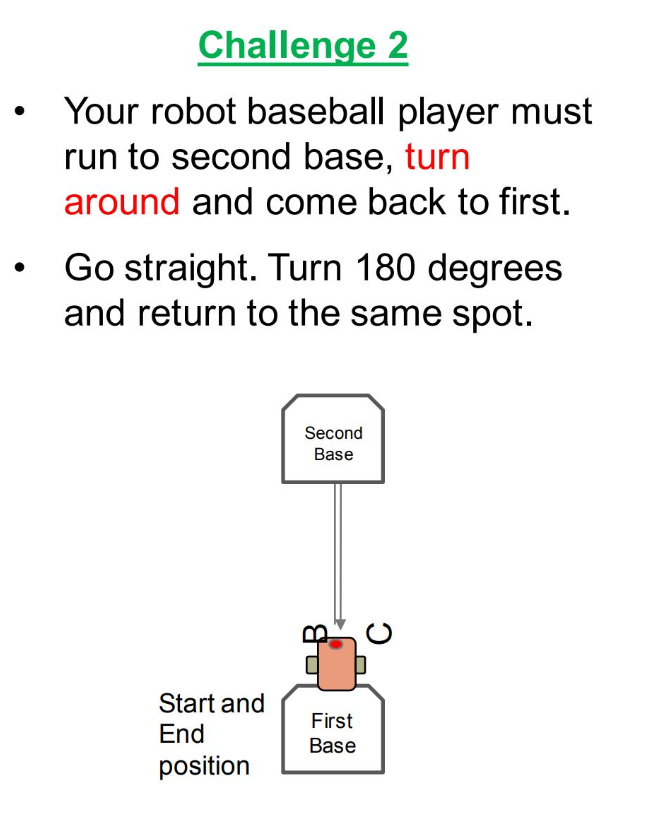 Challenge 2
• Your robot baseball player must
run to second base, turn
around and come back to first.
• Go straight. Turn 180 degrees
and return to the same spot.
Second
Base
B
C
Start and
End
position
First
Base